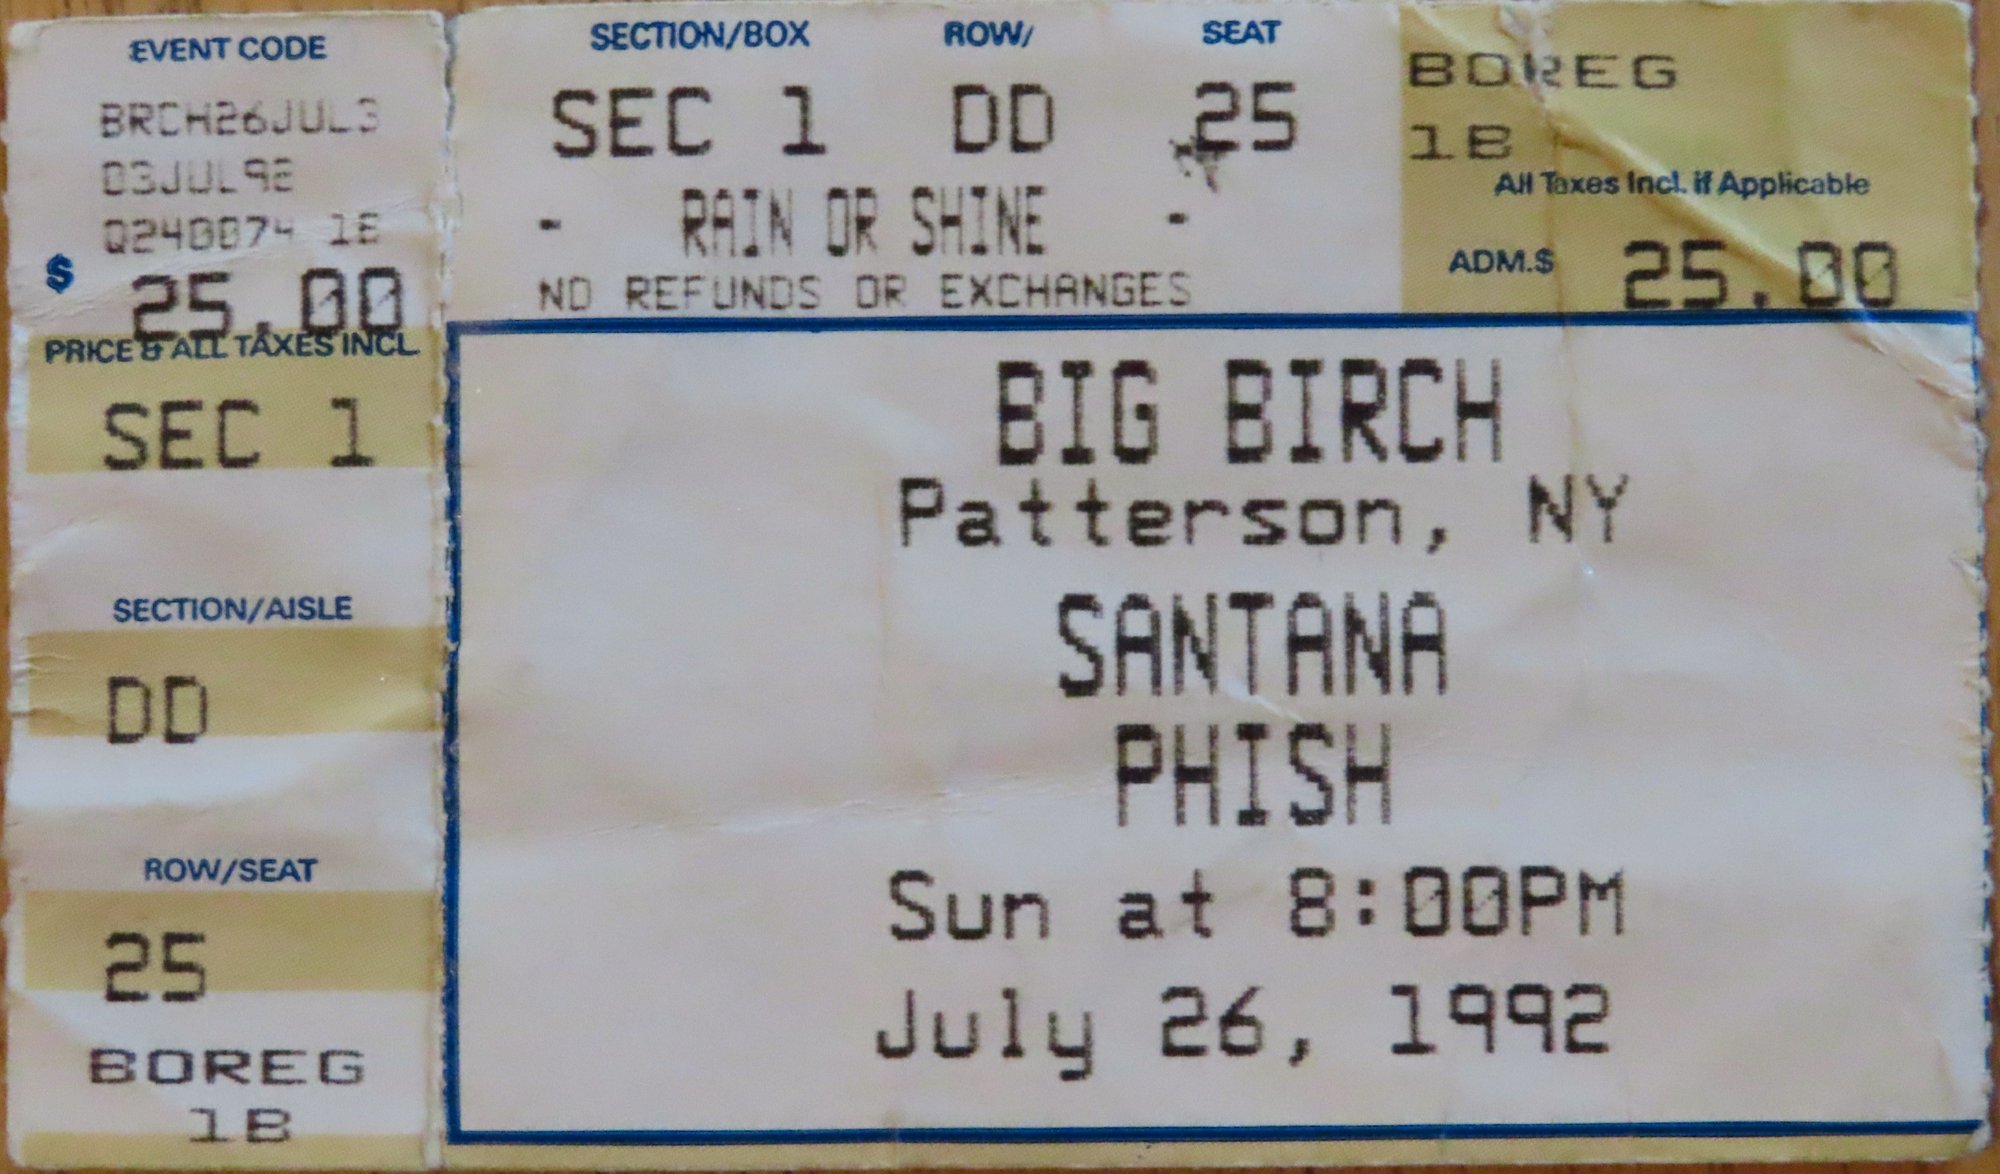 EVENT CODE
BRCH26JUL3
03JUL92
$
25.00
PRICE & ALL TAXES INCL.
SEC 1
SECTION/AISLE
DD
ROW/SEAT
25
BOREG
1B
SECTION/BOX ROW/ SEAT
SEC 1 DD 25
- RAIN OR SHINE -
NO REFUNDS OR EXCHANGES
BOREG
1B
All Taxes Incl. if Applicable
ADM.$ 25.00
BIG BIRCH
Patterson, NY
SANTANA
PHISH
Sun at 8:00PM
July 26, 1992